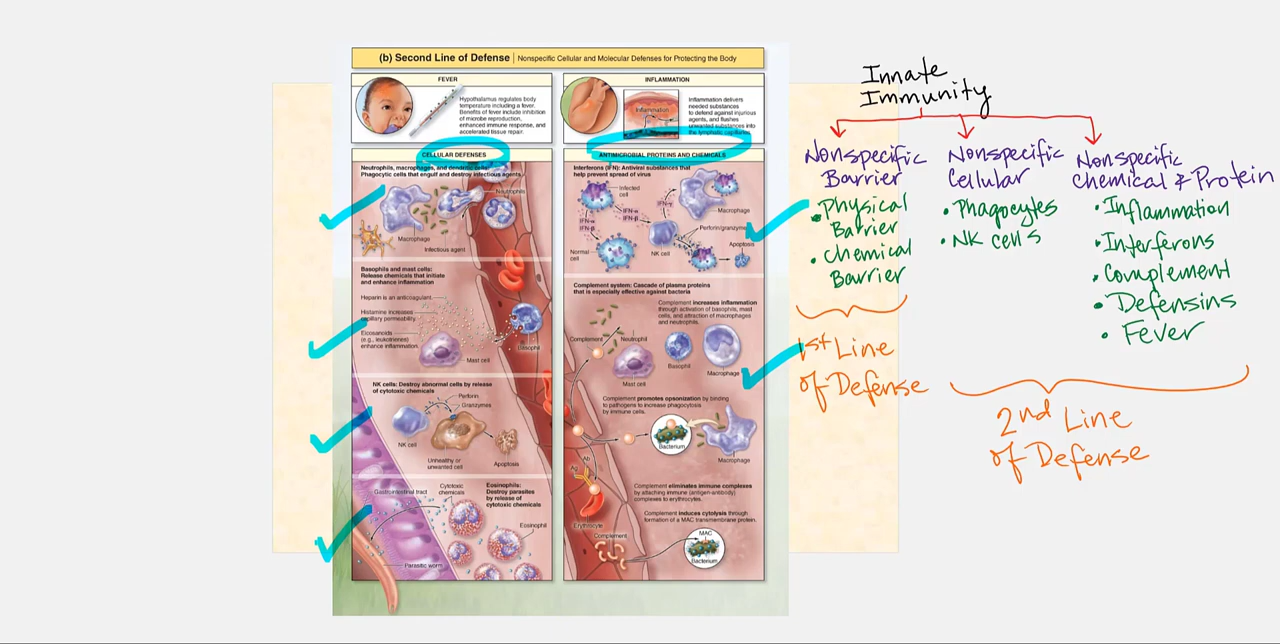 (b) Second Line of Defense | Nonspecific Cellular and Molecular Defenses for Protecting the Body
FEVER
Hypothalamus regulates body
temperature including a fever.
Benefits of fever include inhibition
of microbe reproduction,
enhanced immune response, and
accelerated tissue repair.
INFLAMMATION
Inflammation
Inflammation delivers
needed substances
to defend against injurious
agents, and flushes
unwanted substances into
the lymphatic capillaries.
CELLULAR DEFENSES
Neutrophils, macrophages, and dendritic cells:
Phagocytic cells that engulf and destroy infectious agents
Neutrophils
Macrophage
Infectious agent
Basophils and mast cells:
Release chemicals that initiate
and enhance inflammation
Heparin is an anticoagulant
Histamine increases
capillary permeability.
Eicosanoids
(e.g., leukotrienes)
enhance inflammation.
Basophil
Mast cell
NK cells: Destroy abnormal cells by release
of cytotoxic chemicals
Perforin
Granzymes
NK cell
Unhealthy or
unwanted cell
Apoptosis
Gastrointestinal tract
Cytotoxic
chemicals
Eosinophils:
Destroy parasites
by release of
cytotoxic chemicals
Eosinophil
Parasitic worm
ANTIMICROBIAL PROTEINS AND CHEMICALS
Interferons (IFNs): Antiviral substances that
help prevent spread of virus
Infected
cell
IFN-γ
IFN-α
IFN-β
IFN-α
IFN-β
Macrophage
Perforin/granzyme
Apoptosis
Normal
cell
NK cell
Complement system: Cascade of plasma proteins
that is especially effective against bacteria
Complement increases inflammation
through activation of basophils, mast
cells, and attraction of macrophages
and neutrophils.
Complement
Neutrophil
Basophil
Macrophage
Mast cell
Complement promotes opsonization by binding
to pathogens to increase phagocytosis
by immune cells.
Bacterium
Macrophage
Ab
Ag
Complement eliminates immune complexes
by attaching immune (antigen-antibody)
complexes to erythrocytes.
Erythrocyte
Complement induces cytolysis through
formation of a MAC transmembrane protein.
Complement
MAC
Bacterium
Innate
Immunity
Nonspecific
Barrier
• Physical
Barrier
• Chemical
Barrier
1st Line
of Defense
Nonspecific
Cellular
• Phagocytes
• NK cells
Nonspecific
Chemical & Protein
• Inflammation
• Interferons
• Complement
• Defensins
• Fever
2nd Line
of Defense